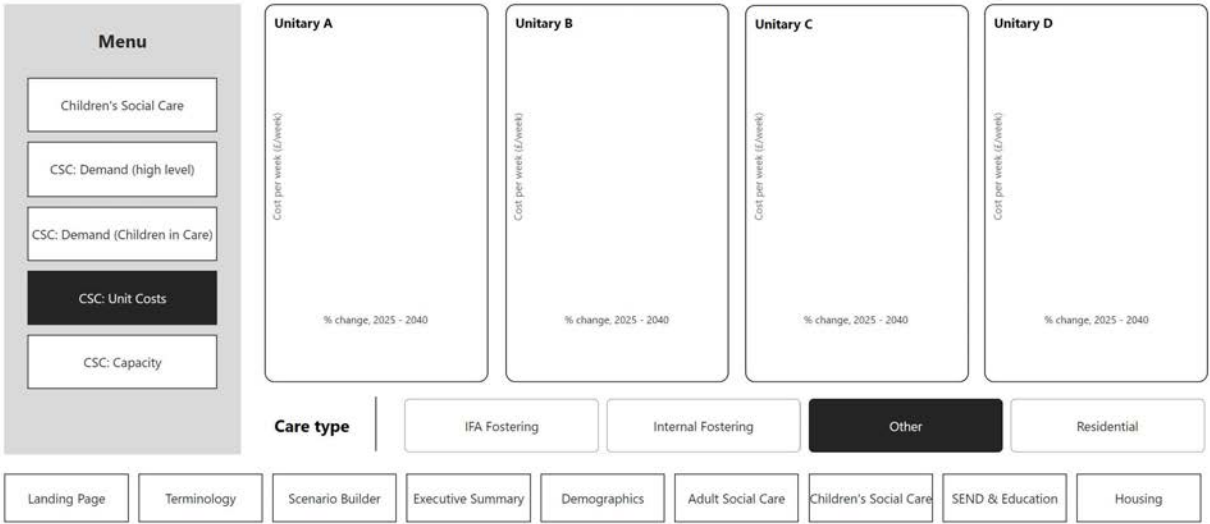 Menu
Children's Social Care
CSC: Demand (high level)
CSC: Demand (Children in Care)
CSC: Unit Costs
CSC: Capacity
Unitary A
Cost per week (£/week)
% change, 2025 - 2040
Unitary B
Cost per week (£/week)
% change, 2025 - 2040
Unitary C
Cost per week (£/week)
% change, 2025 - 2040
Unitary D
Cost per week (£/week)
% change, 2025 - 2040
Care type
IFA Fostering
Internal Fostering
Other
Residential
Landing Page
Terminology
Scenario Builder
Executive Summary
Demographics
Adult Social Care
Children's Social Care
SEND & Education
Housing